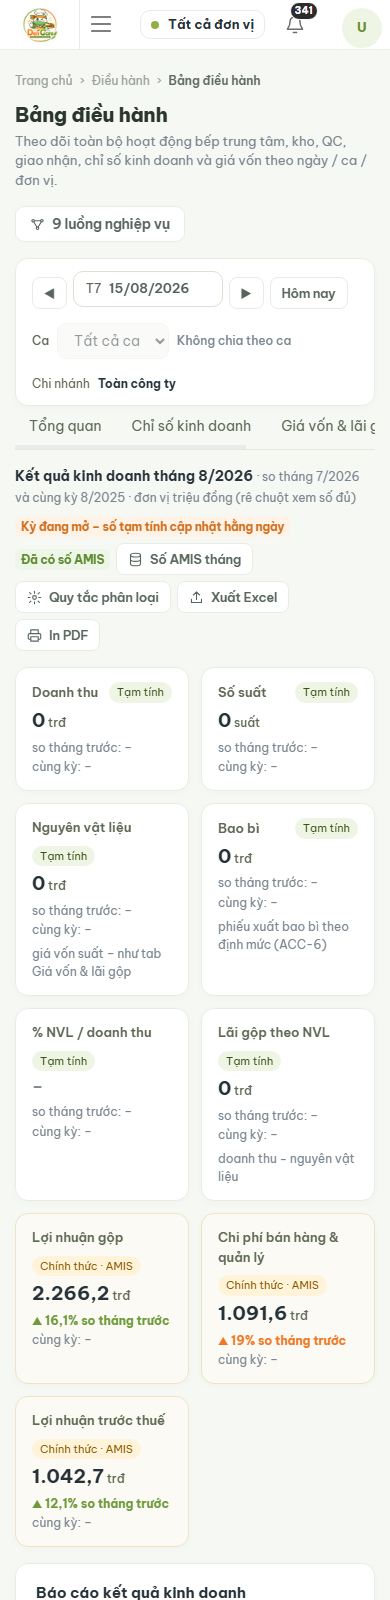 Tất cả đơn vị
341
U
Trang chủ > Điều hành > Bảng điều hành
Bảng điều hành
Theo dõi toàn bộ hoạt động bếp trung tâm, kho, QC,
giao nhận, chỉ số kinh doanh và giá vốn theo ngày / ca /
đơn vị.
9 luồng nghiệp vụ
T7 15/08/2026
Hôm nay
Ca Tất cả ca Không chia theo ca
Chi nhánh Toàn công ty
Tổng quan Chỉ số kinh doanh Giá vốn & lãi g
Kết quả kinh doanh tháng 8/2026 · so tháng 7/2026
và cùng kỳ 8/2025 · đơn vị triệu đồng (rê chuột xem số đủ)
Kỳ đang mở – số tạm tính cập nhật hằng ngày
Đã có số AMIS Số AMIS tháng
Quy tắc phân loại Xuất Excel
In PDF
Doanh thu Tạm tính
0 trđ
so tháng trước: –
cùng kỳ: –
Số suất Tạm tính
0 suất
so tháng trước: –
cùng kỳ: –
Nguyên vật liệu
Tạm tính
0 trđ
so tháng trước: –
cùng kỳ: –
giá vốn suất – như tab
Giá vốn & lãi gộp
Bao bì Tạm tính
0 trđ
so tháng trước: –
cùng kỳ: –
phiếu xuất bao bì theo
định mức (ACC-6)
% NVL / doanh thu
Tạm tính
–
so tháng trước: –
cùng kỳ: –
Lãi gộp theo NVL
Tạm tính
0 trđ
so tháng trước: –
cùng kỳ: –
doanh thu − nguyên vật
liệu
Lợi nhuận gộp
Chính thức · AMIS
2.266,2 trđ
▲ 16,1% so tháng trước
cùng kỳ: –
Chi phí bán hàng &
quản lý
Chính thức · AMIS
1.091,6 trđ
▲ 19% so tháng trước
cùng kỳ: –
Lợi nhuận trước thuế
Chính thức · AMIS
1.042,7 trđ
▲ 12,1% so tháng trước
cùng kỳ: –
Báo cáo kết quả kinh doanh